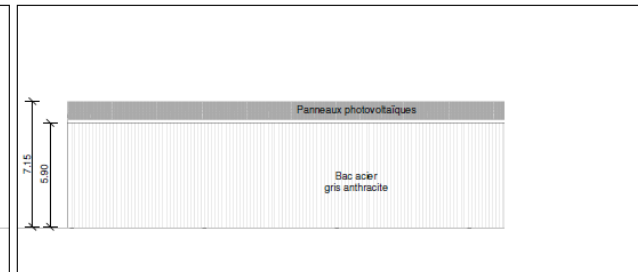 Panneaux photovoltaïques
7,15
5,90
Bac acier
gris anthracite